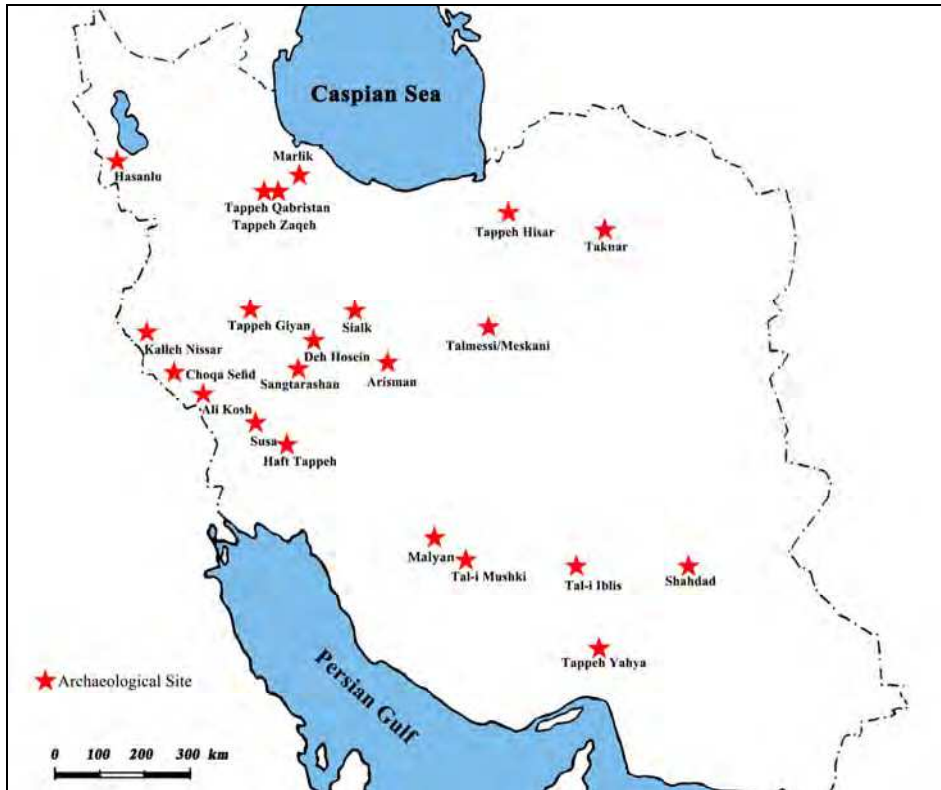 Caspian Sea
Marlik
Hasanlu
Tappeh Qabristan
Tappeh Zaqeh
Tappeh Hisar
Taknar
Tappeh Giyan
Sialk
Talmessi/Meskani
Kalleh Nissar
Deh Hosein
Choqa Sefid
Sangtarashan
Arisman
Ali Kosh
Susa
Haft Tappeh
Malyan
Tal-i Mushki
Tal-i Iblis
Shahdad
Tappeh Yahya
Persian Gulf
Archaeological Site
0 100 200 300 km